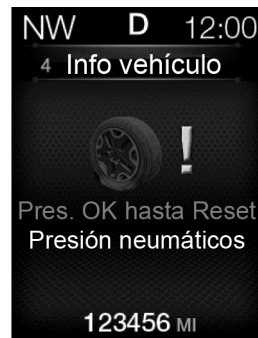 NW D 12:00
4 Info vehículo
!
Pres. OK hasta Reset
Presión neumáticos
123456 MI